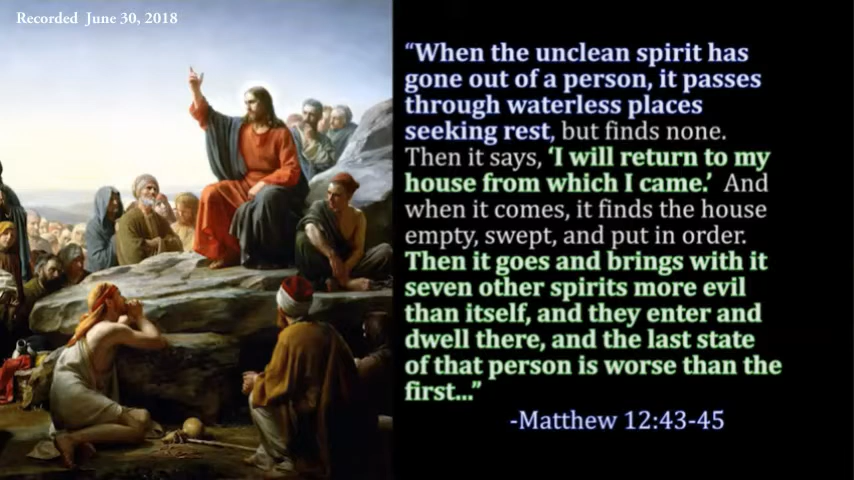 Recorded June 30, 2018
“When the unclean spirit has
gone out of a person, it passes
through waterless places
seeking rest, but finds none.
Then it says, ‘I will return to my
house from which I came.’ And
when it comes, it finds the house
empty, swept, and put in order.
Then it goes and brings with it
seven other spirits more evil
than itself, and they enter and
dwell there, and the last state
of that person is worse than the
first...”
-Matthew 12:43-45